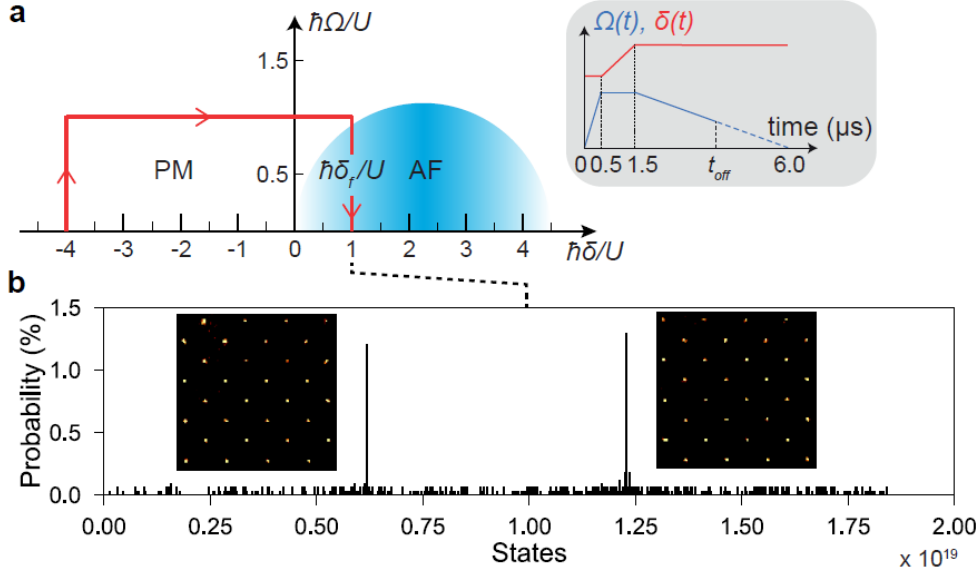 a
ħΩ/U
1.5
0.5
PM
ħδf/U
AF
-4 -3 -2 -1 0 1 2 3 4 ħδ/U
Ω(t), δ(t)
time (μs)
0 0.5 1.5 toff 6.0
b
Probability (%)
1.5
1.0
0.5
0.0
0.00 0.25 0.50 0.75 1.00 1.25 1.50 1.75 2.00
States
x 10¹⁹